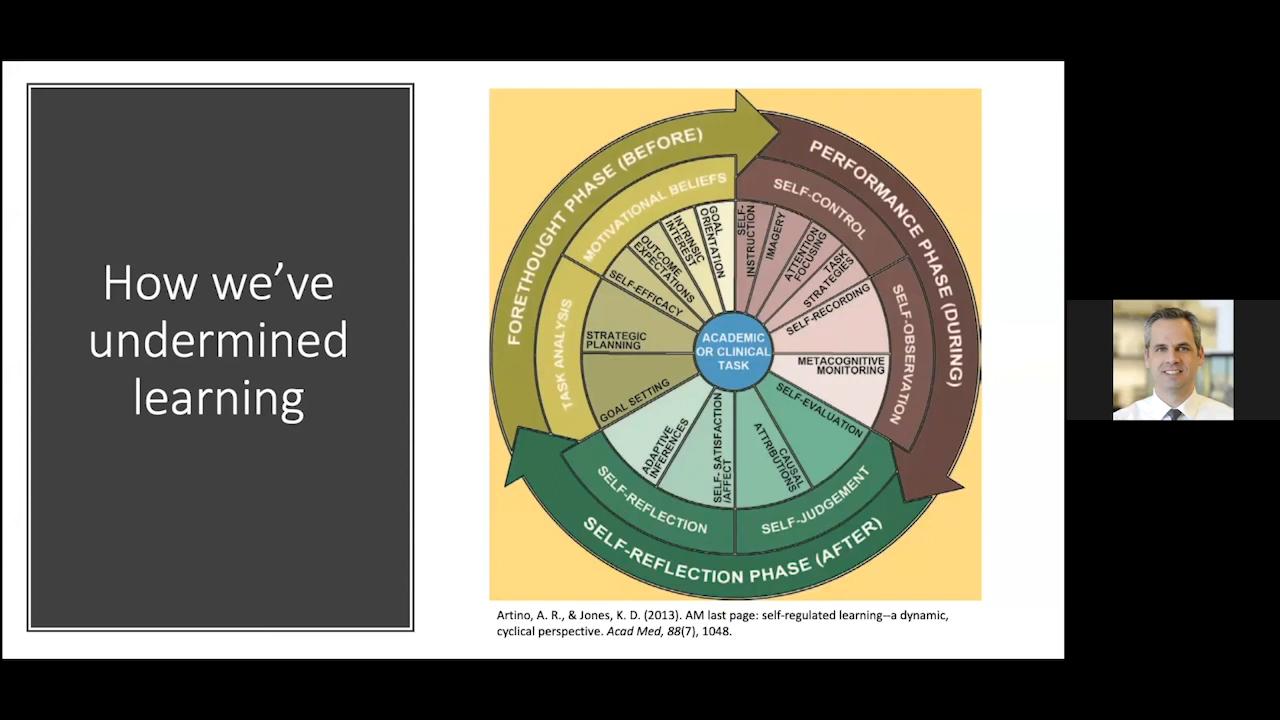 How we've
undermined
learning
FORETHOUGHT PHASE (BEFORE)
MOTIVATIONAL BELIEFS
GOAL
ORIENTATION
INTRINSIC
INTEREST
OUTCOME
EXPECTATIONS
SELF-EFFICACY
TASK ANALYSIS
STRATEGIC
PLANNING
GOAL SETTING
PERFORMANCE PHASE (DURING)
SELF-CONTROL
SELF-
INSTRUCTION
IMAGERY
ATTENTION
FOCUSING
TASK
STRATEGIES
SELF-OBSERVATION
SELF-RECORDING
METACOGNITIVE
MONITORING
SELF-REFLECTION PHASE (AFTER)
SELF-JUDGEMENT
SELF-EVALUATION
CAUSAL
ATTRIBUTIONS
SELF-REFLECTION
SELF- SATISFACTION
/AFFECT
ADAPTIVE
INFERENCES
ACADEMIC
OR CLINICAL
TASK
Artino, A. R., & Jones, K. D. (2013). AM last page: self-regulated learning--a dynamic,
cyclical perspective. Acad Med, 88(7), 1048.